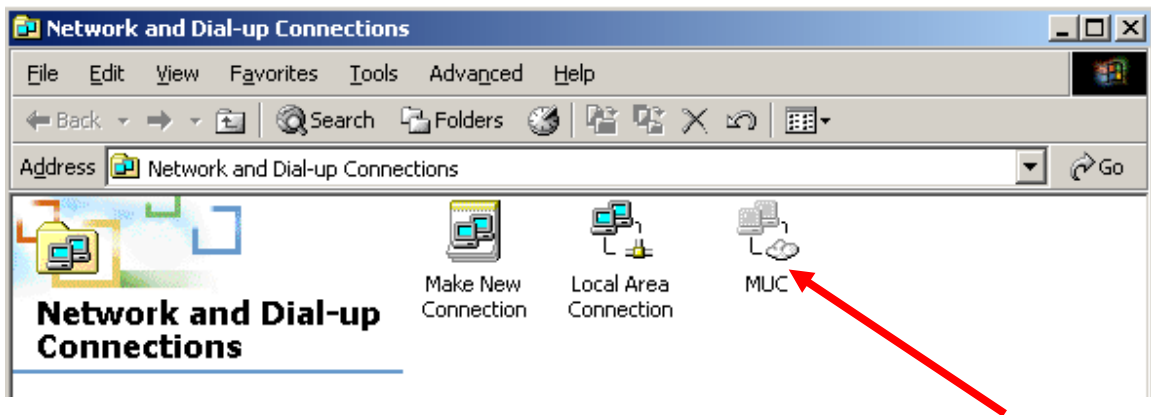 Network and Dial-up Connections
File Edit View Favorites Tools Advanced Help
Back Search Folders
Address Network and Dial-up Connections Go
Make New Connection
Local Area Connection
MUC
Network and Dial-up
Connections